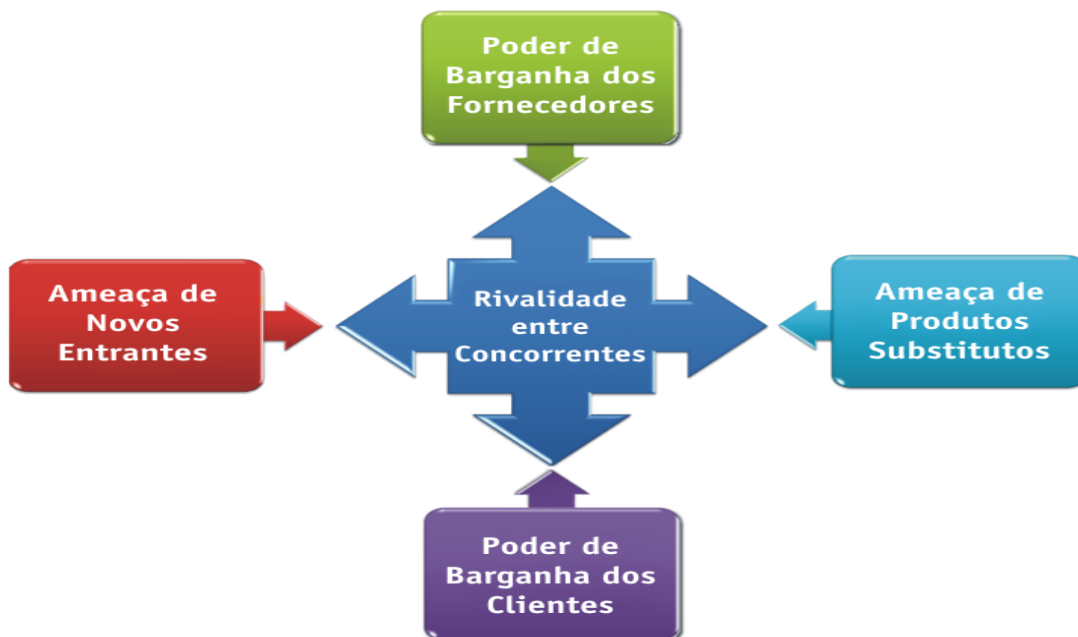 Poder de
Barganha dos
Fornecedores
Ameaça de
Novos
Entrantes
Rivalidade
entre
Concorrentes
Ameaça de
Produtos
Substitutos
Poder de
Barganha dos
Clientes